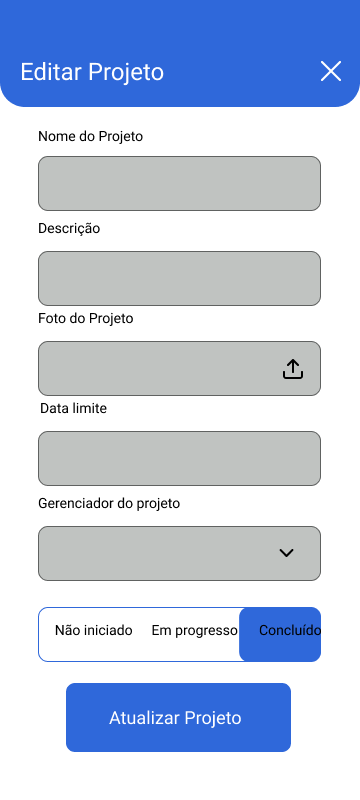 Editar Projeto
Nome do Projeto
Descrição
Foto do Projeto
Data limite
Gerenciador do projeto
Não iniciado Em progresso Concluído
Atualizar Projeto